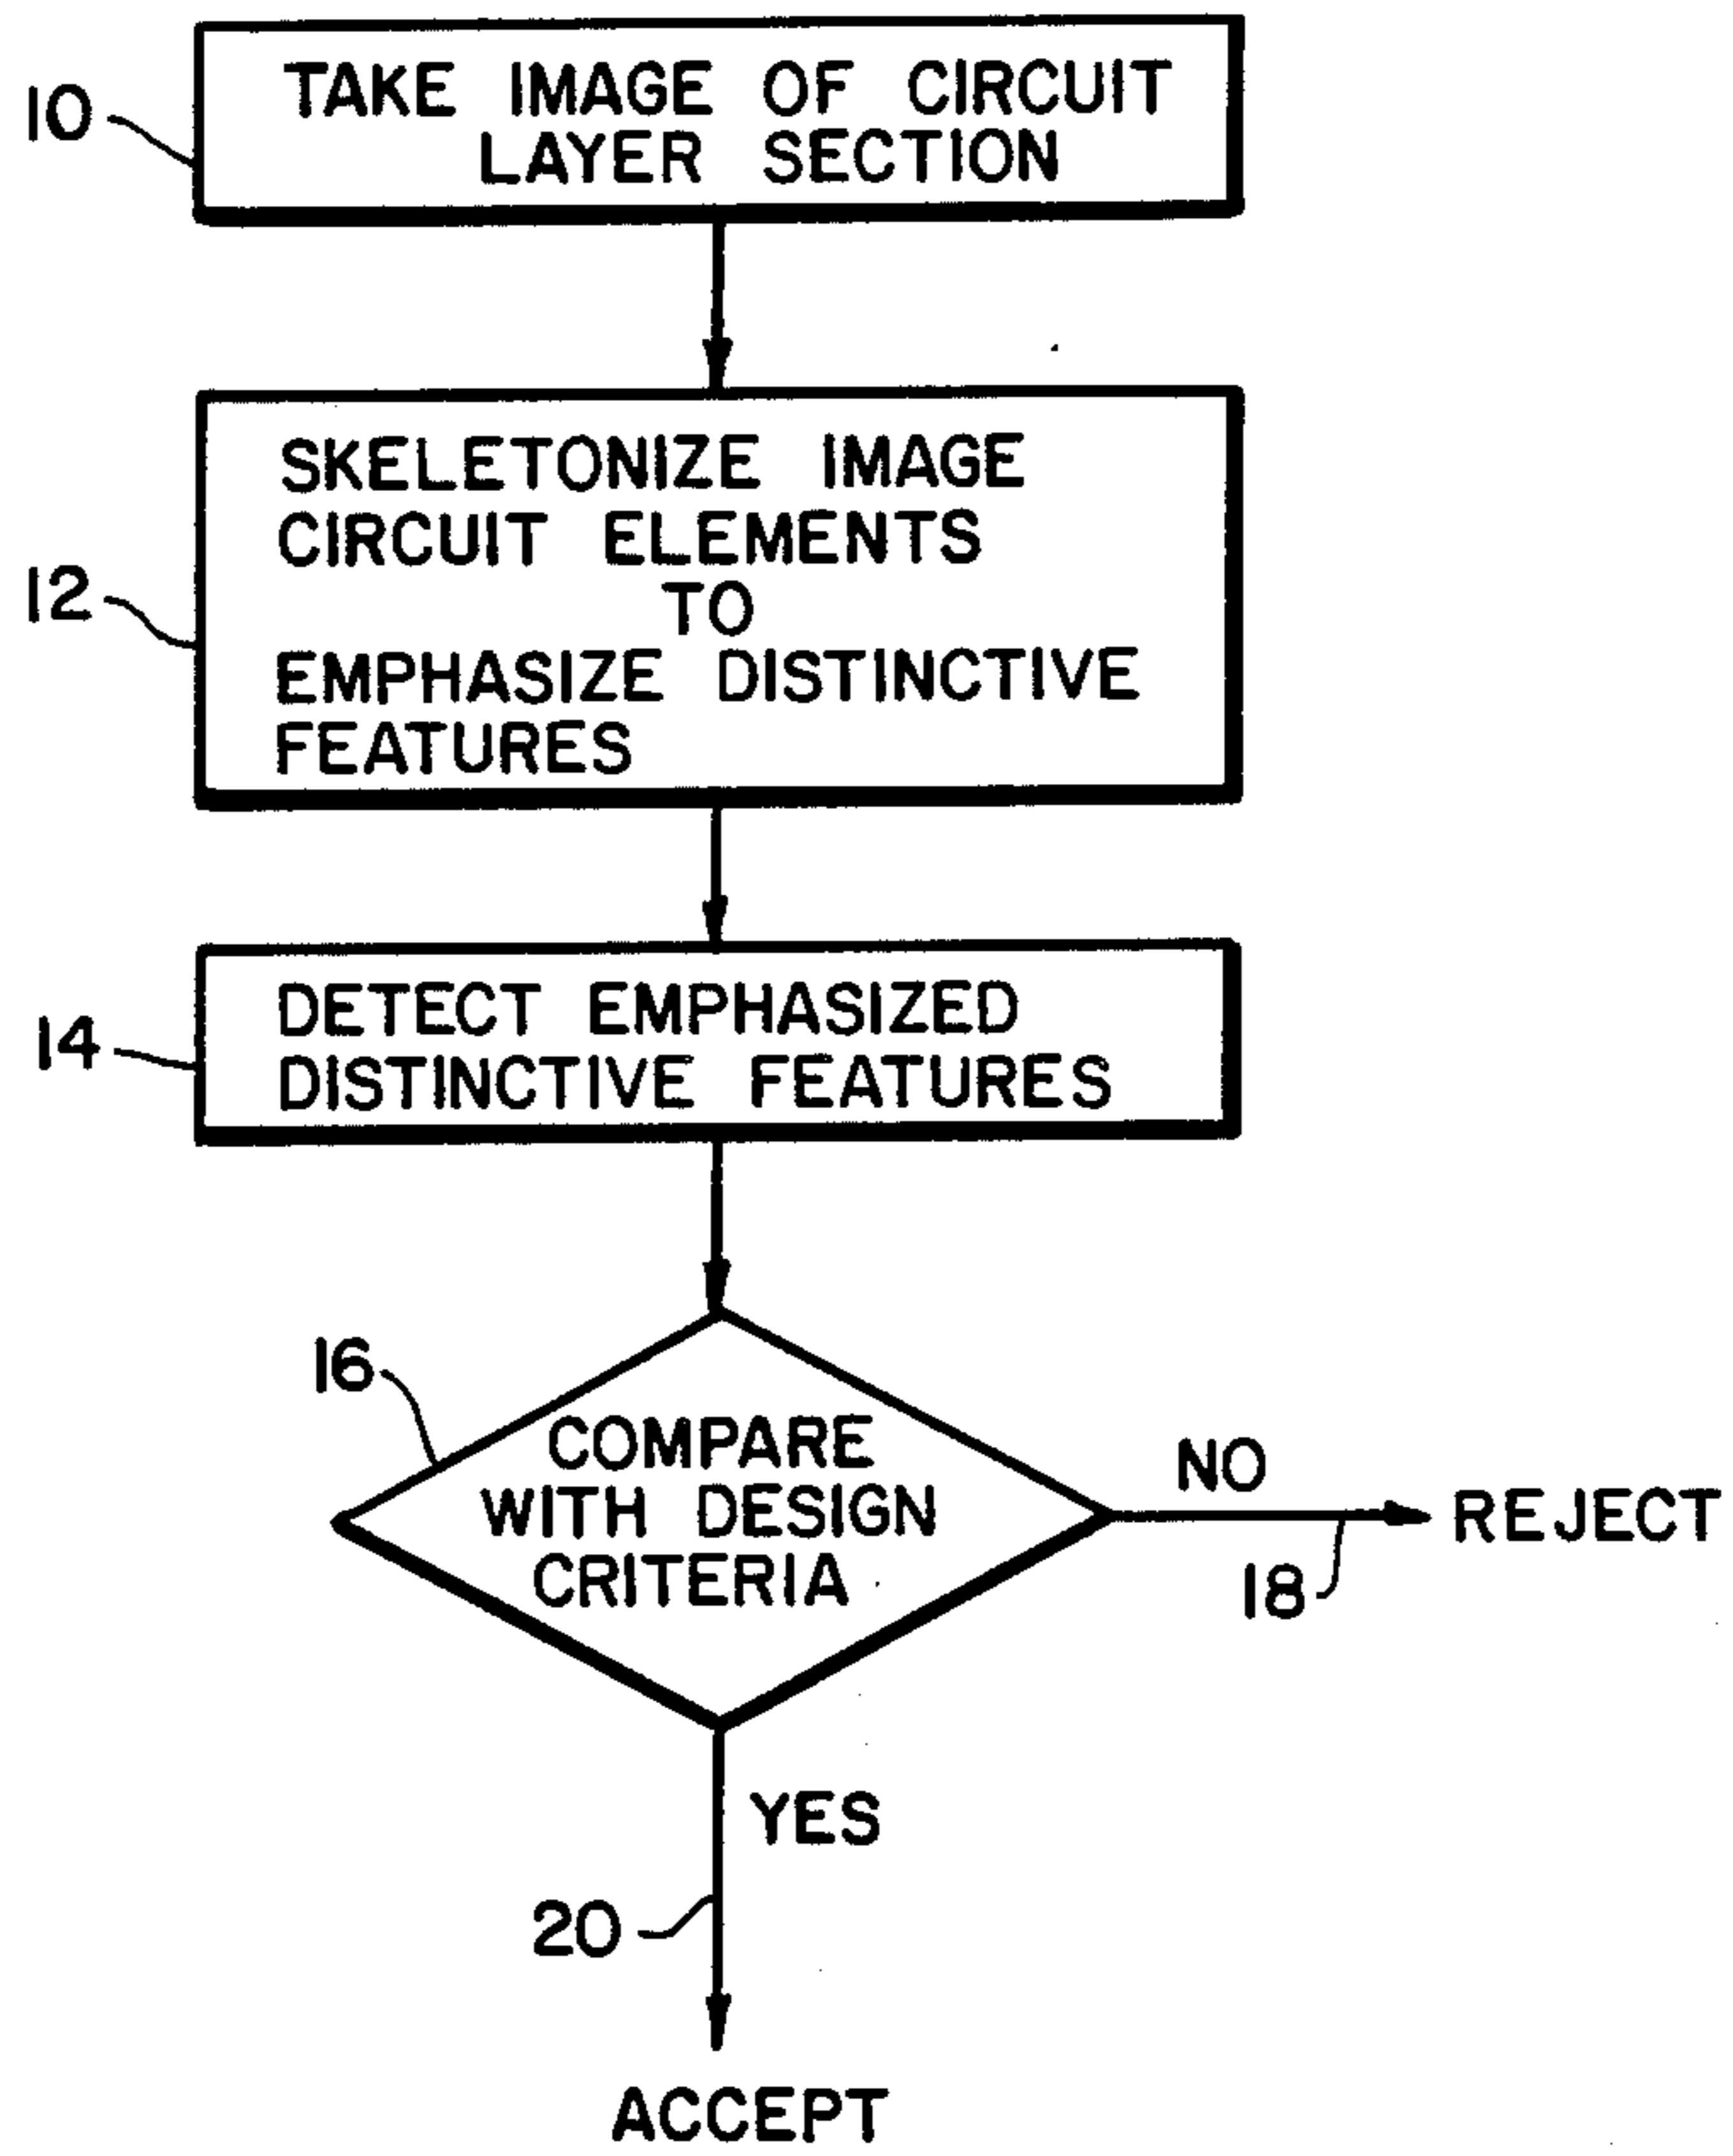 10
TAKE IMAGE OF CIRCUIT
LAYER SECTION
12
SKELETONIZE IMAGE
CIRCUIT ELEMENTS
TO
EMPHASIZE DISTINCTIVE
FEATURES
14
DETECT EMPHASIZED
DISTINCTIVE FEATURES
16
COMPARE
WITH DESIGN
CRITERIA
NO
REJECT
18
YES
20
ACCEPT